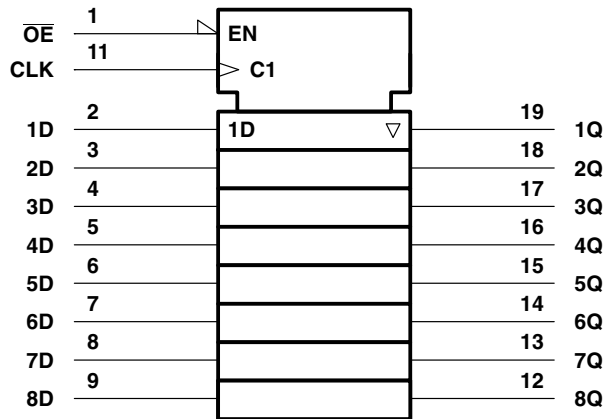 1
OE EN
11
CLK C1
2 19
1D 1D 1Q
3 18
2D 2Q
4 17
3D 3Q
5 16
4D 4Q
6 15
5D 5Q
7 14
6D 6Q
8 13
7D 7Q
9 12
8D 8Q